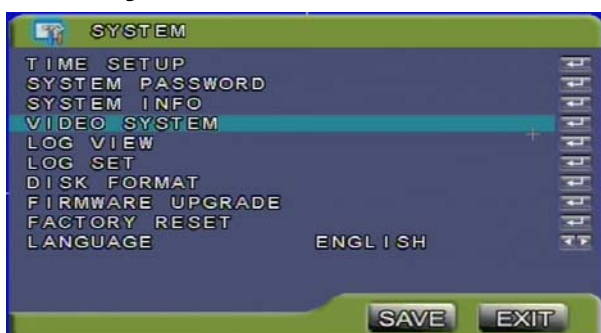 SYSTEM
TIME SETUP
SYSTEM PASSWORD
SYSTEM INFO
VIDEO SYSTEM
LOG VIEW
LOG SET
DISK FORMAT
FIRMWARE UPGRADE
FACTORY RESET
LANGUAGE ENGLISH
SAVE EXIT